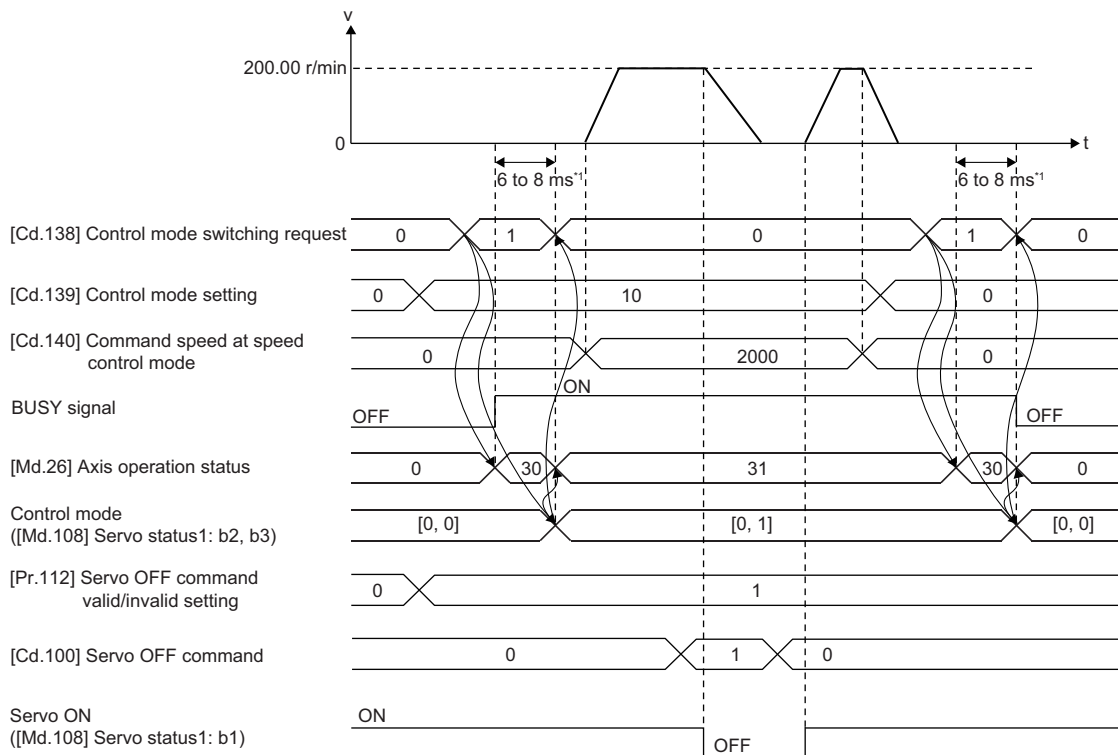 v
200.00 r/min
0
t
6 to 8 ms*1 6 to 8 ms*1
[Cd.138] Control mode switching request 0 1 0 1 0
[Cd.139] Control mode setting 0 10 0
[Cd.140] Command speed at speed
control mode 0 2000 0
ON
BUSY signal OFF OFF
[Md.26] Axis operation status 0 30 31 30 0
Control mode
([Md.108] Servo status1: b2, b3) [0, 0] [0, 1] [0, 0]
[Pr.112] Servo OFF command
valid/invalid setting 0 1
[Cd.100] Servo OFF command 0 1 0
Servo ON ON
([Md.108] Servo status1: b1) OFF